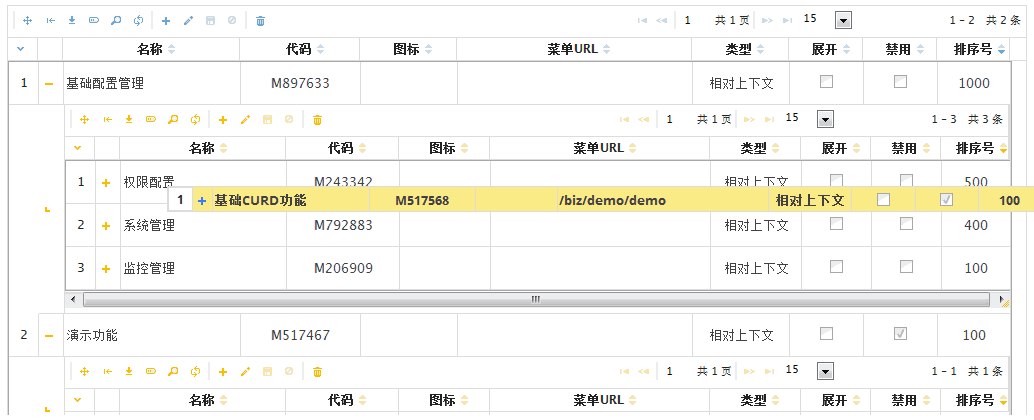 1 共 1 页 15 1 - 2 共 2 条
名称 代码 图标 菜单URL 类型 展开 禁用 排序号
1 基础配置管理 M897633 相对上下文 1000
1 共 1 页 15 1 - 3 共 3 条
名称 代码 图标 菜单URL 类型 展开 禁用 排序号
1 权限配置 M243342 相对上下文 500
1 基础CURD功能 M517568 /biz/demo/demo 相对上下文 100
2 系统管理 M792883 相对上下文 400
3 监控管理 M206909 相对上下文 100
2 演示功能 M517467 相对上下文 100
1 共 1 页 15 1 - 1 共 1 条
名称 代码 图标 菜单URL 类型 展开 禁用 排序号